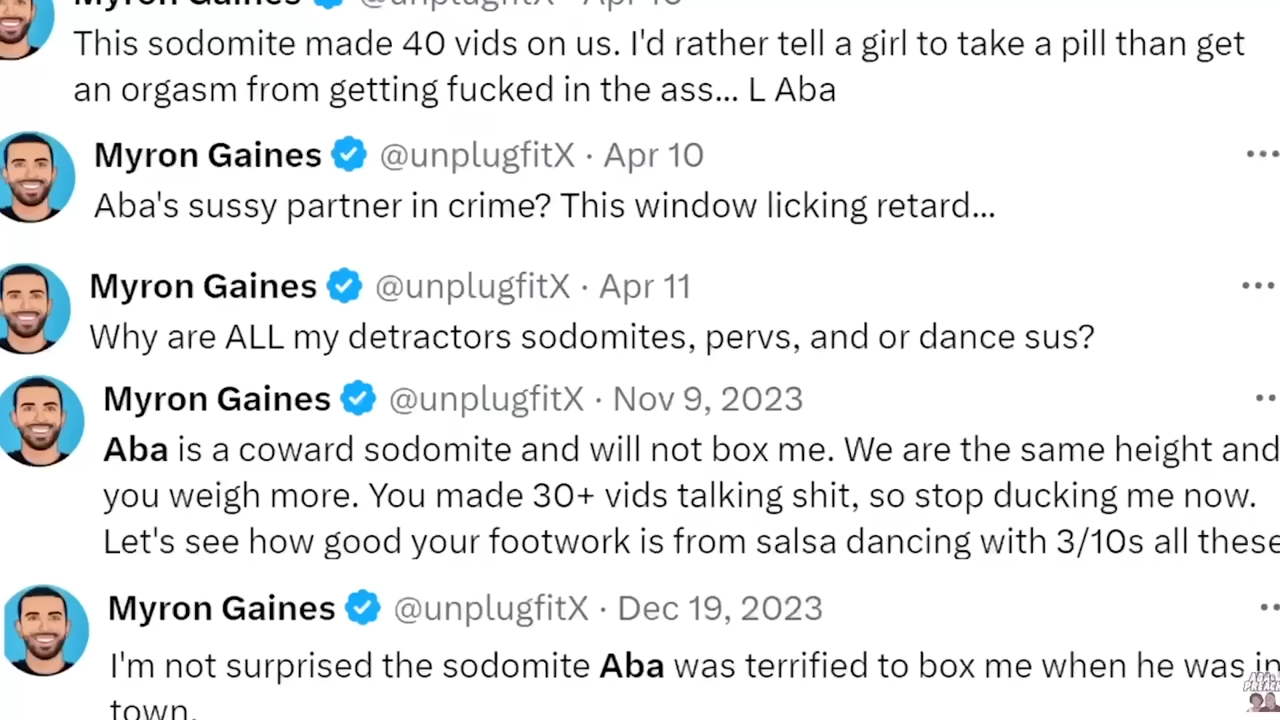 Myron Gaines @unplugfitX · Apr 10
This sodomite made 40 vids on us. I'd rather tell a girl to take a pill than get
an orgasm from getting fucked in the ass... L Aba
Myron Gaines @unplugfitX · Apr 10
Aba's sussy partner in crime? This window licking retard...
Myron Gaines @unplugfitX · Apr 11
Why are ALL my detractors sodomites, pervs, and or dance sus?
Myron Gaines @unplugfitX · Nov 9, 2023
Aba is a coward sodomite and will not box me. We are the same height and
you weigh more. You made 30+ vids talking shit, so stop ducking me now.
Let's see how good your footwork is from salsa dancing with 3/10s all these
Myron Gaines @unplugfitX · Dec 19, 2023
I'm not surprised the sodomite Aba was terrified to box me when he was in
town.
PREACH